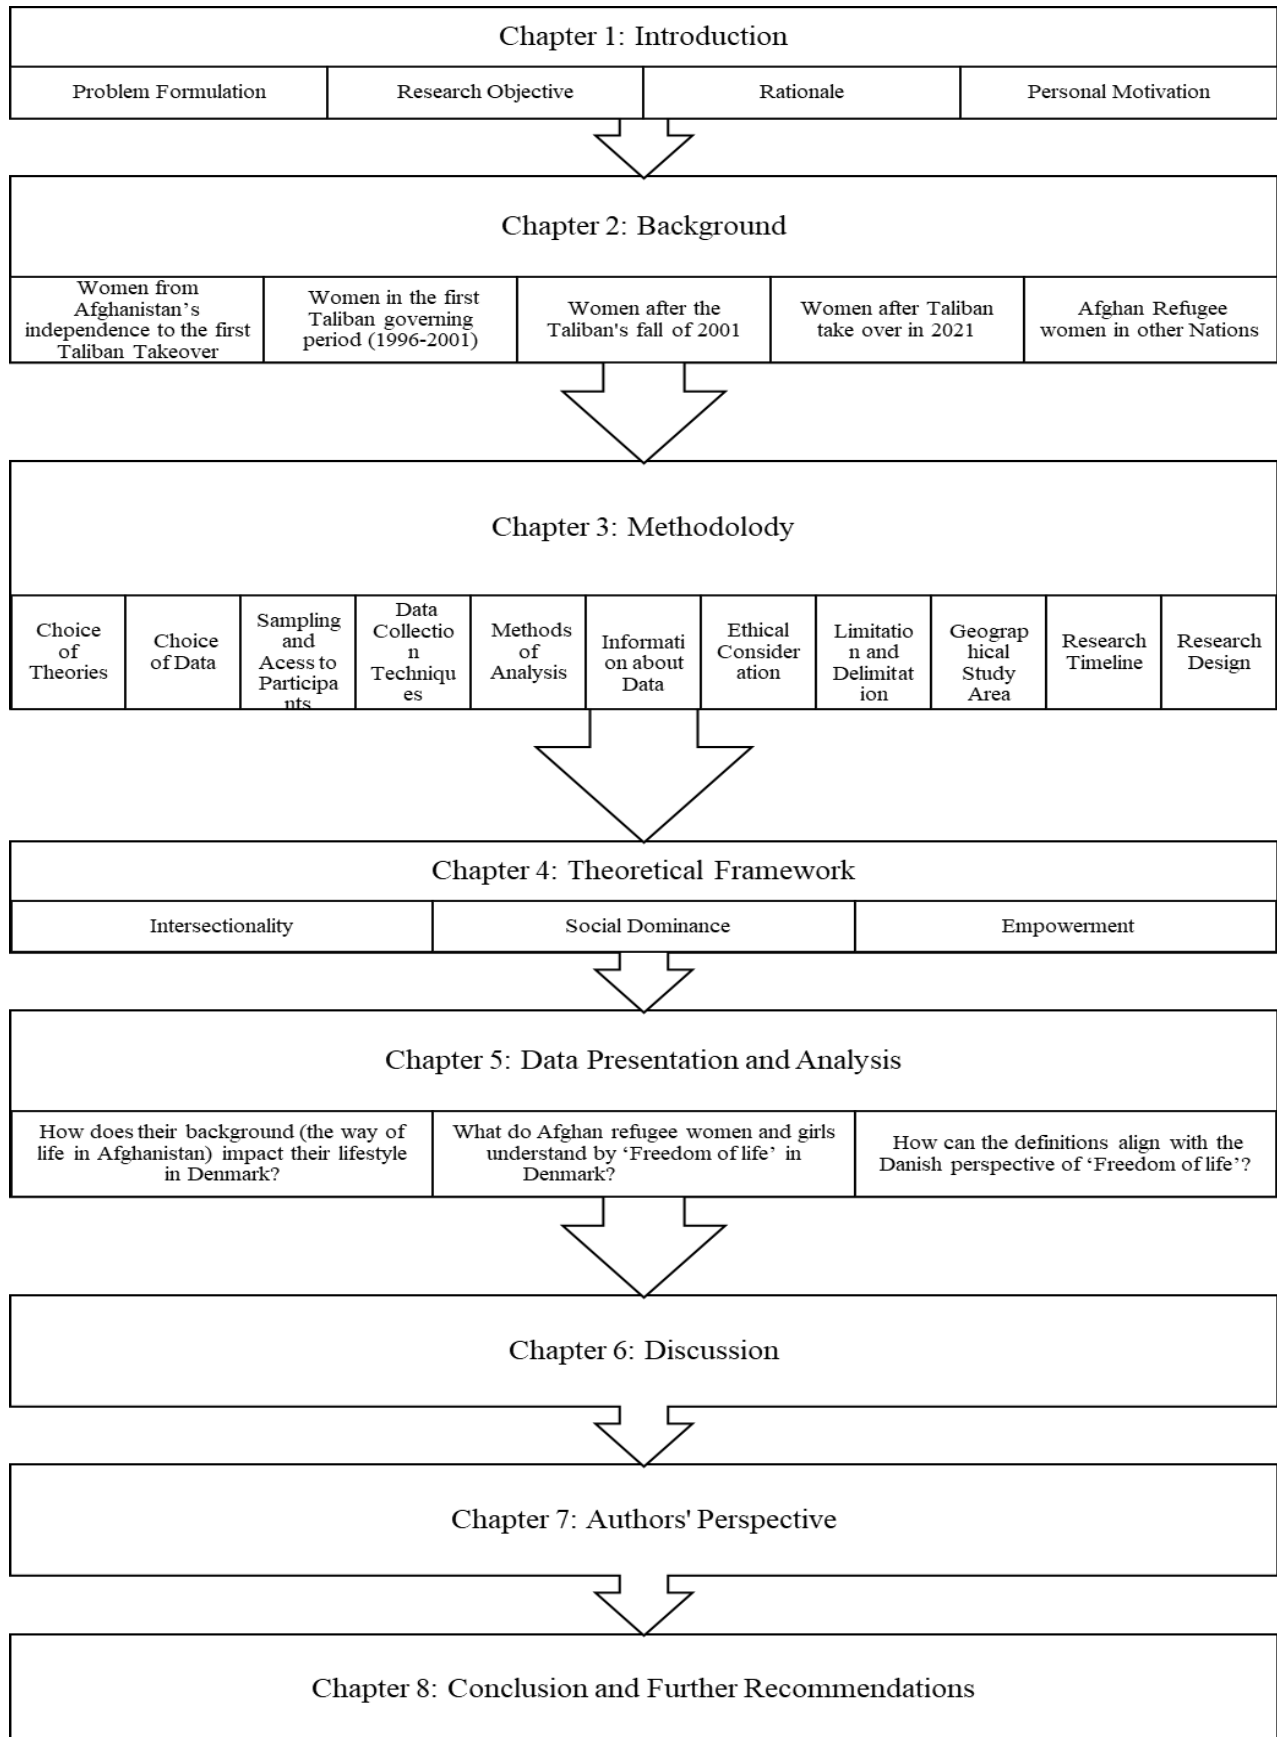 Chapter 1: Introduction
Problem Formulation
Research Objective
Rationale
Personal Motivation
Chapter 2: Background
Women from
Afghanistan’s
independence to the first
Taliban Takeover
Women in the first
Taliban governing
period (1996-2001)
Women after the
Taliban's fall of 2001
Women after Taliban
take over in 2021
Afghan Refugee
women in other Nations
Chapter 3: Methodolody
Choice
of
Theories
Choice
of Data
Sampling
and
Acess to
Participa
nts
Data
Collectio
n
Techniqu
es
Methods
of
Analysis
Informati
on about
Data
Ethical
Consider
ation
Limitatio
n and
Delimitat
ion
Geograp
hical
Study
Area
Research
Timeline
Research
Design
Chapter 4: Theoretical Framework
Intersectionality
Social Dominance
Empowerment
Chapter 5: Data Presentation and Analysis
How does their background (the way of
life in Afghanistan) impact their lifestyle
in Denmark?
What do Afghan refugee women and girls
understand by ‘Freedom of life’ in
Denmark?
How can the definitions align with the
Danish perspective of ‘Freedom of life’?
Chapter 6: Discussion
Chapter 7: Authors' Perspective
Chapter 8: Conclusion and Further Recommendations